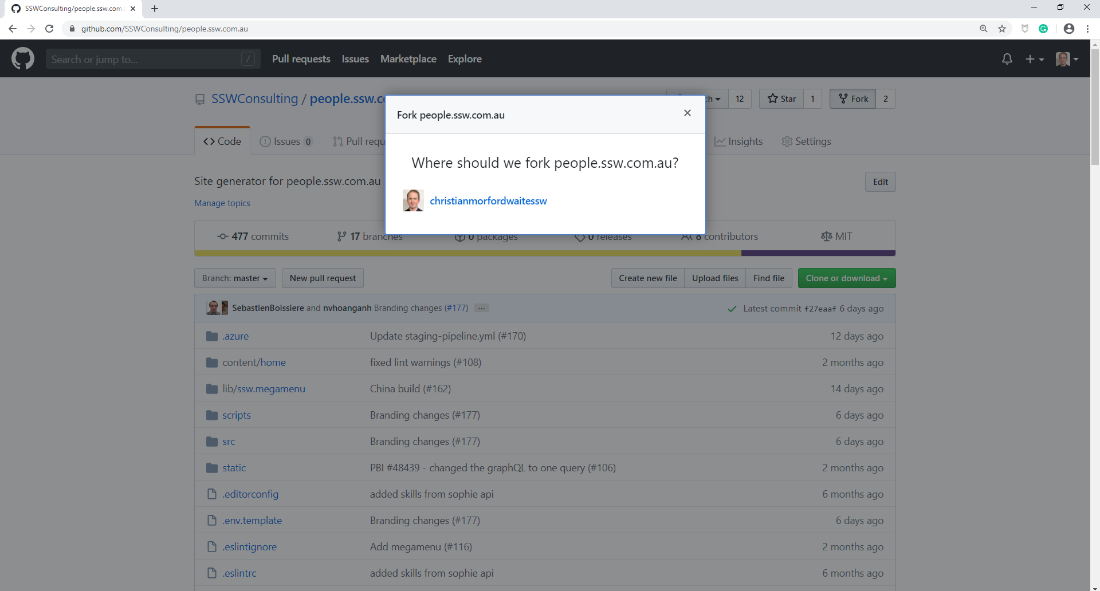 SSWConsulting/people.ssw.com
github.com/SSWConsulting/people.ssw.com.au
Search or jump to... /
Pull requests Issues Marketplace Explore
SSWConsulting / people.ssw.c
12 Star 1 Fork 2
Fork people.ssw.com.au
Code Issues 0 Pull requ Insights Settings
Where should we fork people.ssw.com.au?
Site generator for people.ssw.com.au
Edit
christianmorfordwaitessw
Manage topics
477 commits 17 branches 0 packages 0 releases 8 contributors MIT
Branch: master New pull request Create new file Upload files Find file Clone or download
SebastienBoissiere and nvhoanganh Branding changes (#177) ... Latest commit f27eaaf 6 days ago
.azure Update staging-pipeline.yml (#170) 12 days ago
content/home fixed lint warnings (#108) 2 months ago
lib/ssw.megamenu China build (#162) 14 days ago
scripts Branding changes (#177) 6 days ago
src Branding changes (#177) 6 days ago
static PBI #48439 - changed the graphQL to one query (#106) 2 months ago
.editorconfig added skills from sophie api 6 months ago
.env.template Branding changes (#177) 6 days ago
.eslintignore Add megamenu (#116) 2 months ago
.eslintrc added skills from sophie api 6 months ago